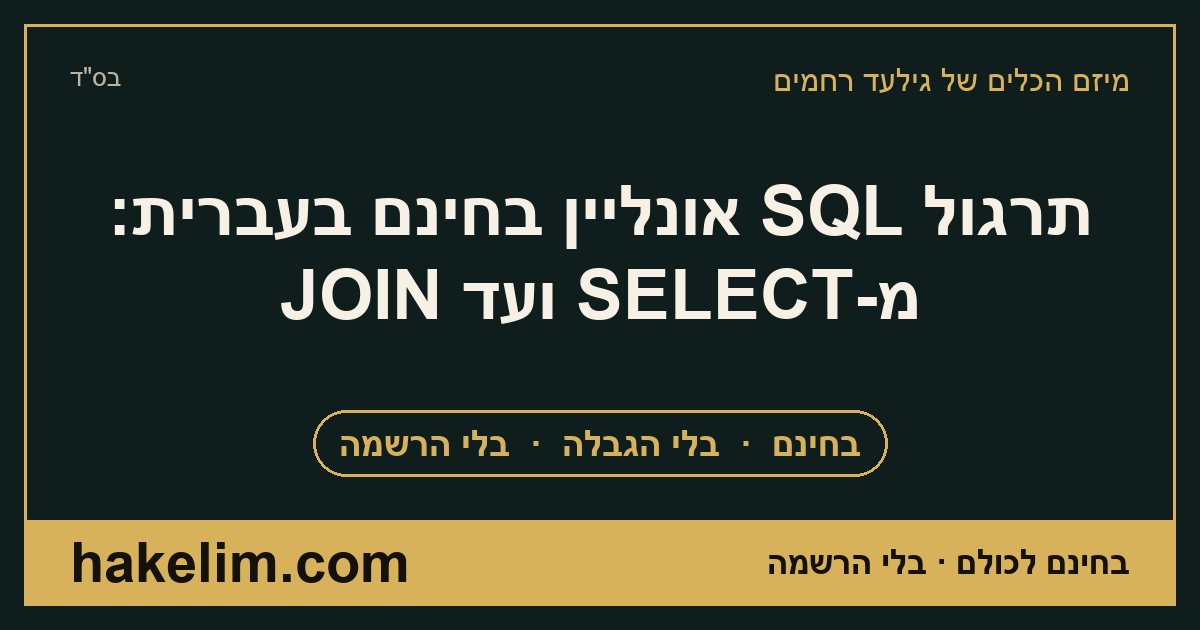 מיזם הכלים של גילעד רחמים
בס"ד
תרגול SQL אונליין בחינם בעברית:
מ-SELECT ועד JOIN
בחינם · בלי הגבלה · בלי הרשמה
בחינם לכולם · בלי הרשמה
hakelim.com